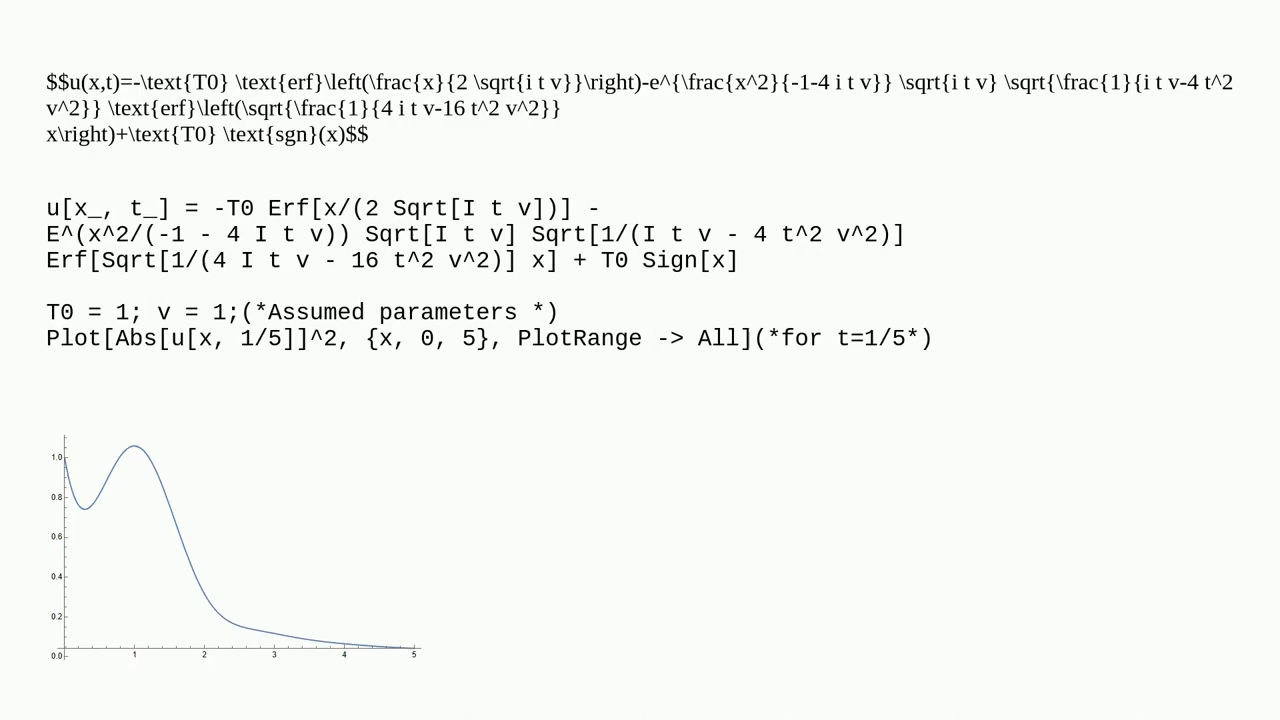 $$u(x,t)=-\text{T0} \text{erf}\left(\frac{x}{2 \sqrt{i t v}}\right)-e^{\frac{x^2}{-1-4 i t v}} \sqrt{i t v} \sqrt{\frac{1}{i t v-4 t^2
v^2}} \text{erf}\left(\sqrt{\frac{1}{4 i t v-16 t^2 v^2}}
x\right)+\text{T0} \text{sgn}(x)$$
u[x_, t_] = -T0 Erf[x/(2 Sqrt[I t v])] -
E^(x^2/(-1 - 4 I t v)) Sqrt[I t v] Sqrt[1/(I t v - 4 t^2 v^2)]
Erf[Sqrt[1/(4 I t v - 16 t^2 v^2)] x] + T0 Sign[x]
T0 = 1; v = 1;(*Assumed parameters *)
Plot[Abs[u[x, 1/5]]^2, {x, 0, 5}, PlotRange -> All](*for t=1/5*)
1.0
0.8
0.6
0.4
0.2
0.0
1 2 3 4 5